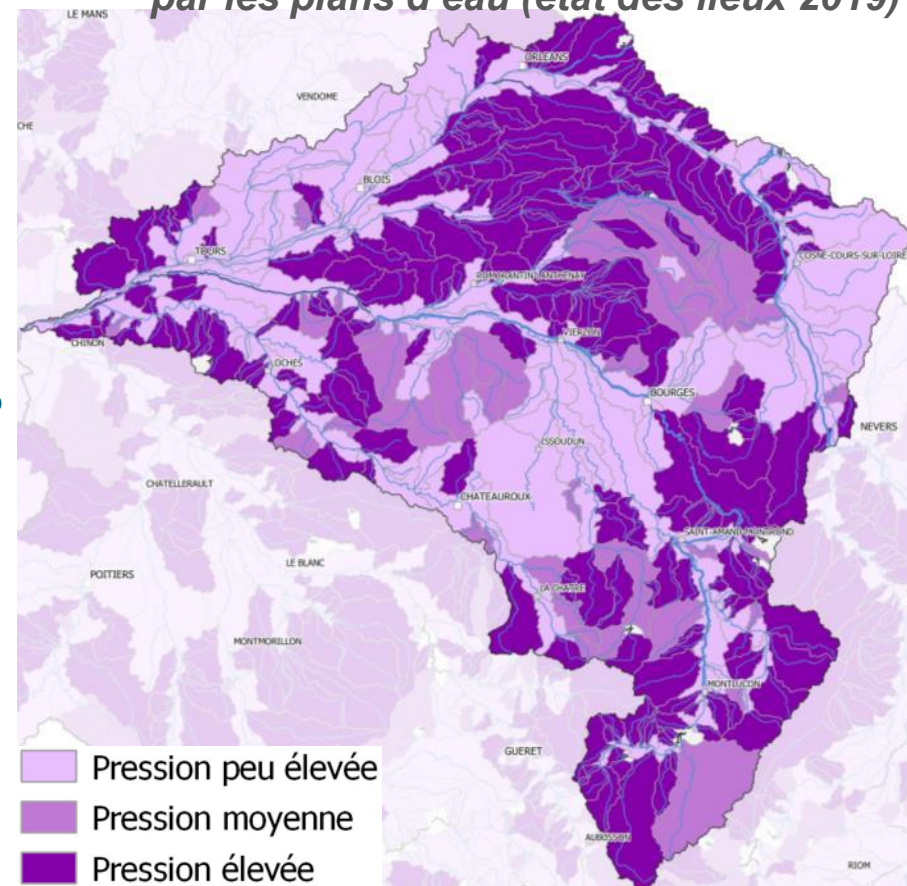 par les plans d'eau (état des lieux 2019)
LE MANS
ORLEANS
VENDOME
CHE
BLOIS
TOURS
COSNE-COURS-SUR-LOIRE
ROMORANTIN-LANTHENAY
VIERZON
CHINON
LOCHES
BOURGES
NEVERS
ISSOUDUN
CHATELLERAULT
CHATEAUROUX
SAINT-AMAND-MONTROND
LE BLANC
POITIERS
LA CHATRE
MONTMORILLON
MONTLUCON
GUERET
Pression peu élevée
Pression moyenne
AUBUSSON
Pression élevée
RIOM